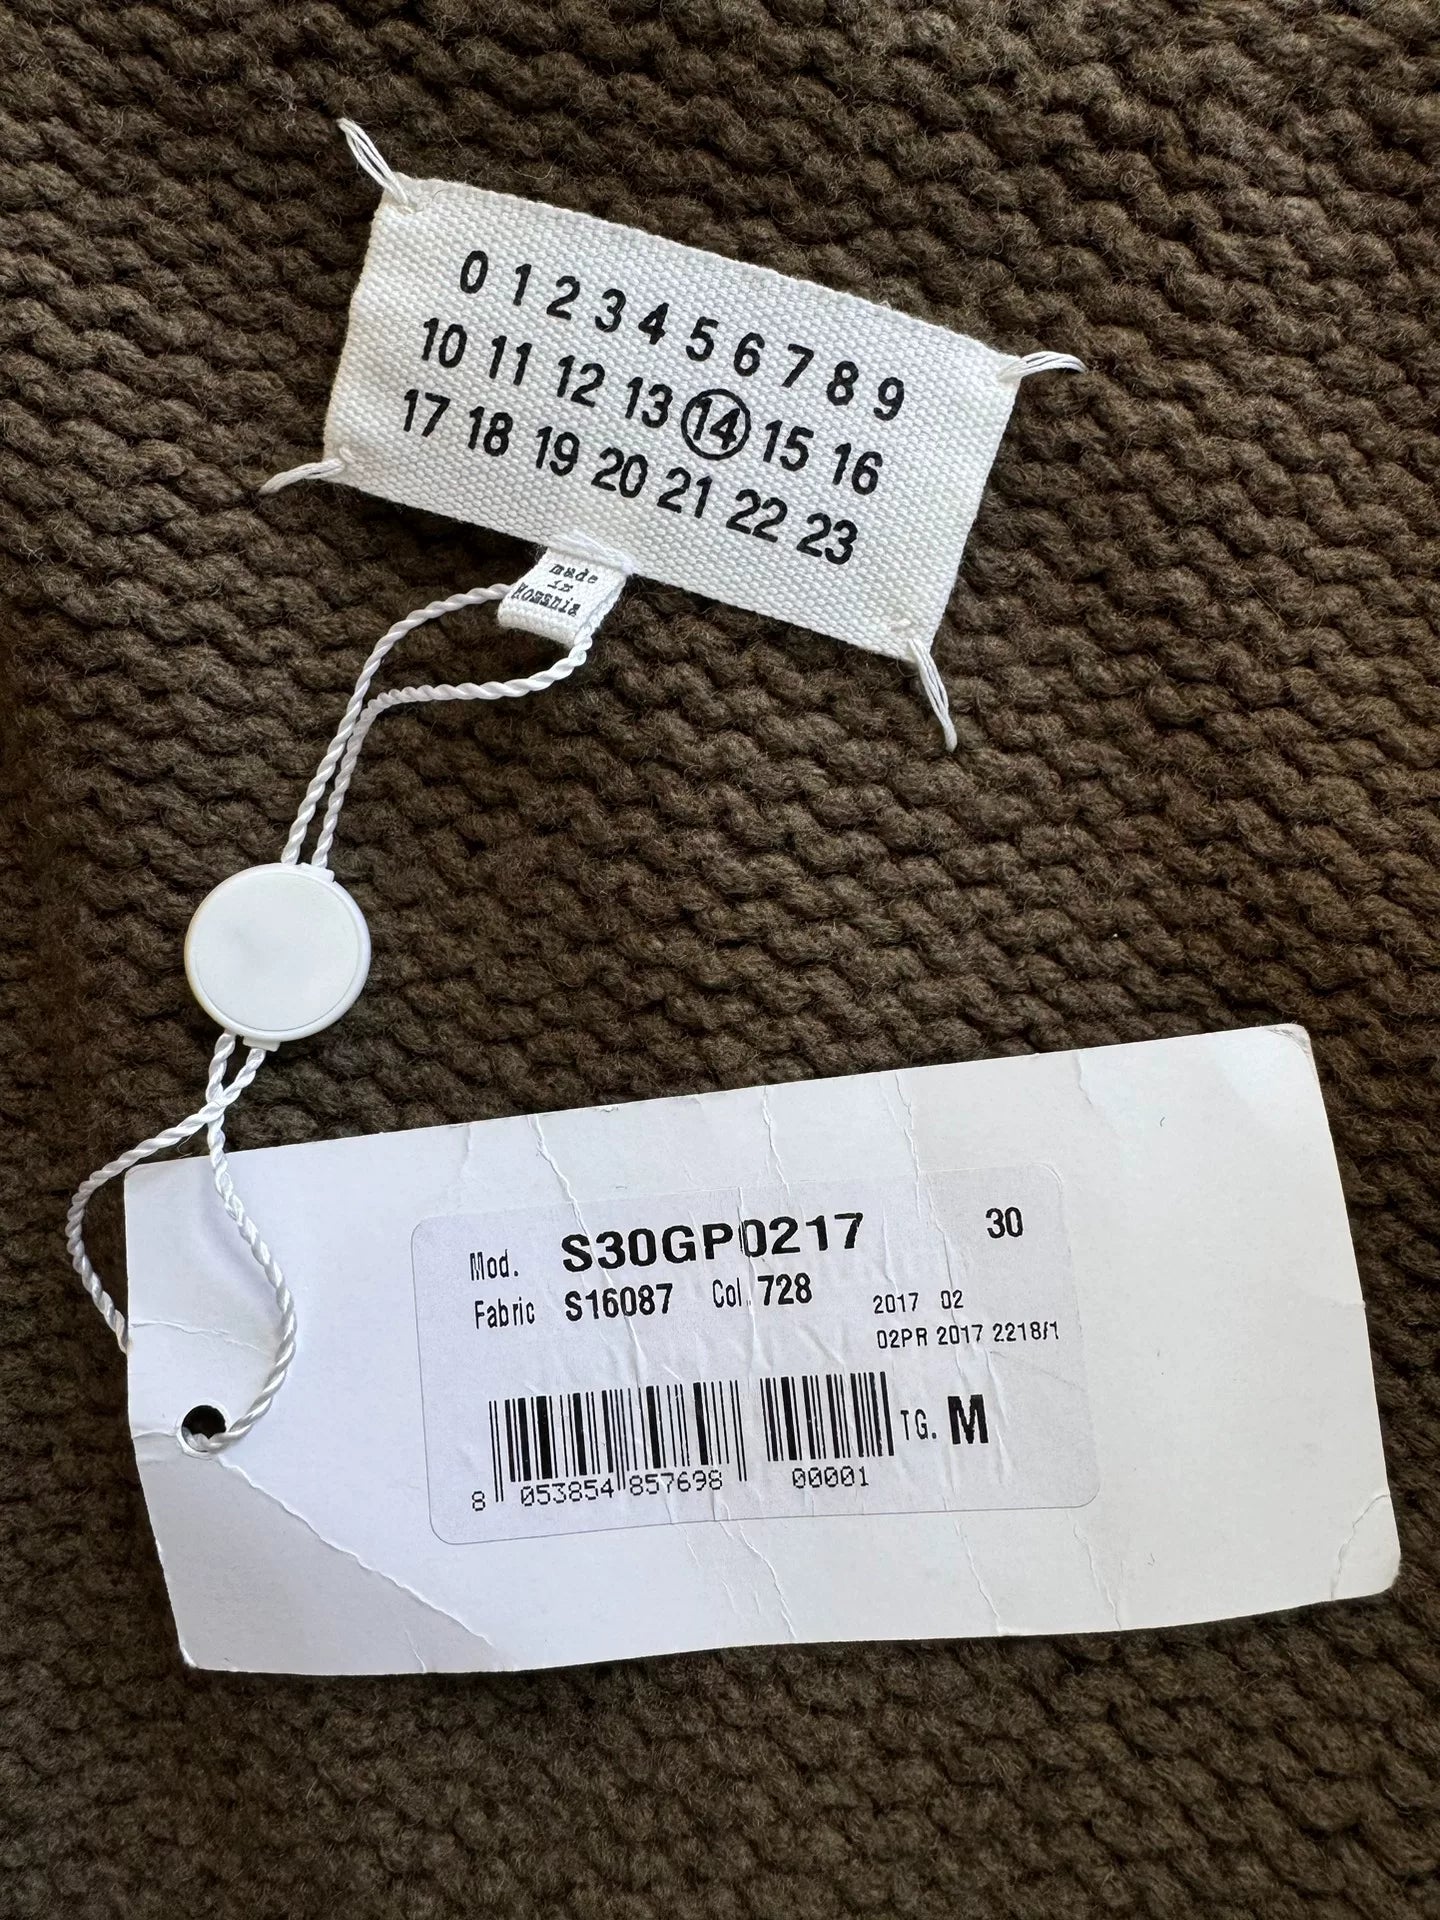 0 1 2 3 4 5 6 7 8 9
10 11 12 13 14 15 16
17 18 19 20 21 22 23
made
in
Mod. S30GP0217 30
Fabric S16087 Col. 728 2017 02
02PR 2017 2218/1
TG. M
8 053854 857698 00001